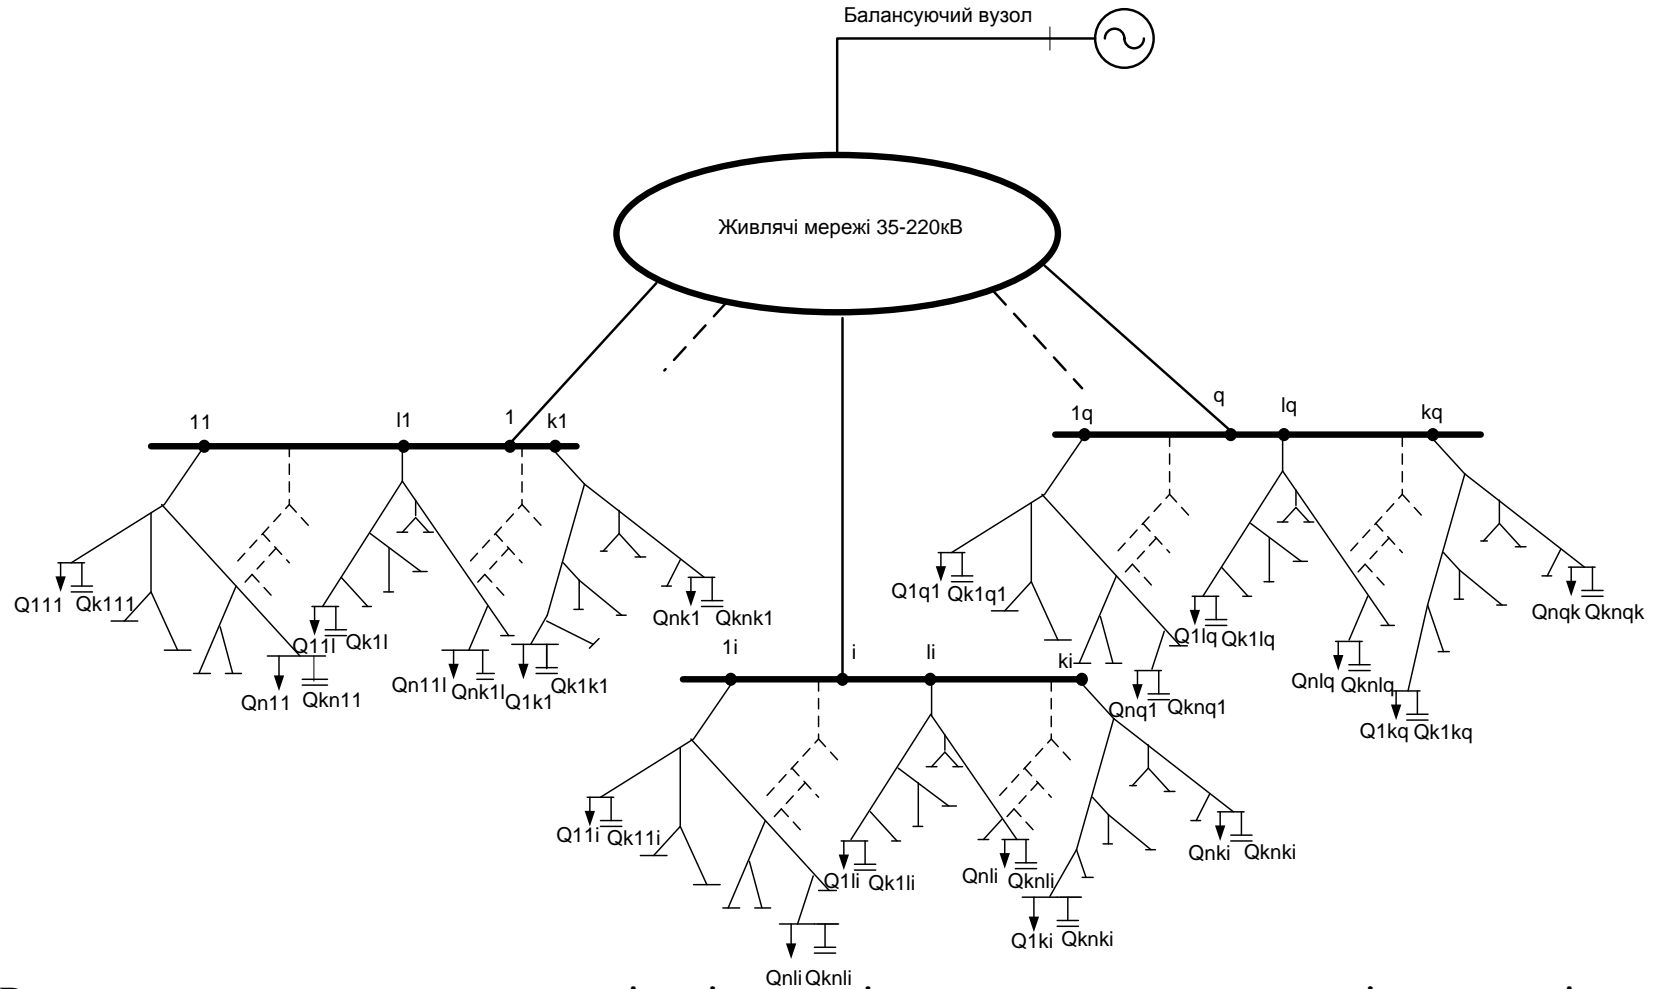 Балансуючий вузол
Живлячі мережі 35-220кВ
11
l1
1
k1
q
1q
lq
kq
Q111
Qk111
Q11l
Qk1l
Qn11
Qkn11
Qn11l
Qnk1l
Q1k1
Qk1k1
Qnk1
Qknk1
Q1q1
Qk1q1
Q1lq
Qk1lq
Qnq1
Qknq1
Qnlq
Qknlq
Q1kq
Qk1kq
Qnqk
Qknqk
1i
i
li
ki
Q11i
Qk11i
Q1li
Qk1li
Qnli
Qknli
Q1ki
Qknki
Qnki
Qknki
Qnli
Qknli